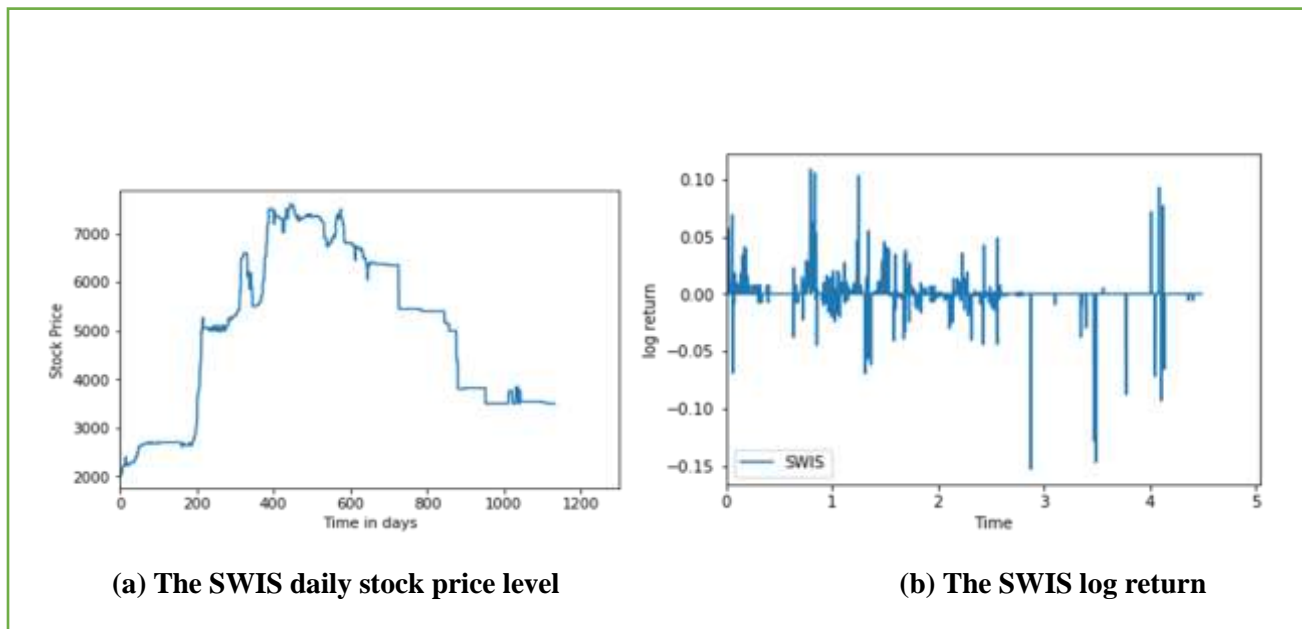 7000
6000
5000
4000
3000
2000
Stock Price
0 200 400 600 800 1000 1200
Time in days
(a) The SWIS daily stock price level
0.10
0.05
0.00
−0.05
−0.10
−0.15
log return
SWIS
0 1 2 3 4 5
Time
(b) The SWIS log return